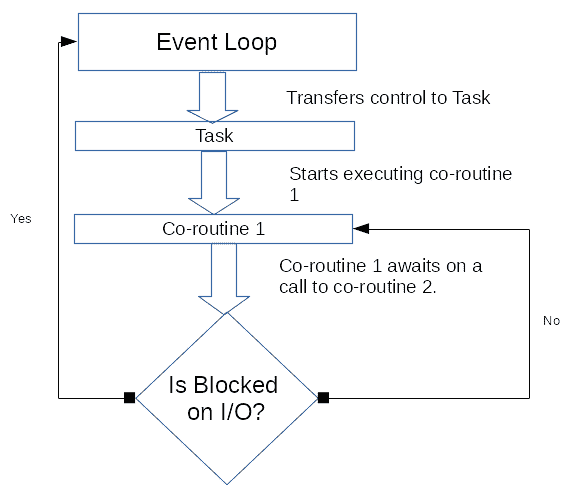 Event Loop
Transfers control to Task
Task
Starts executing co-routine
1
Yes
Co-routine 1
Co-routine 1 awaits on a
call to co-routine 2.
No
Is Blocked
on I/O?